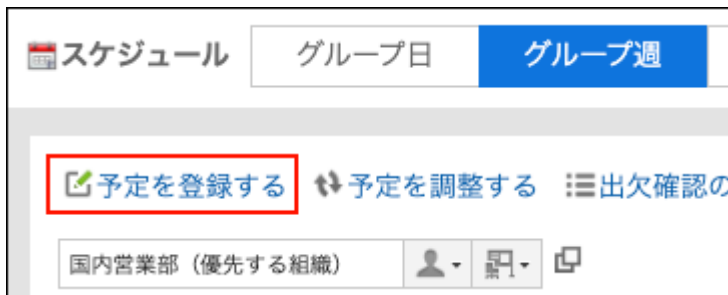 スケジュール グループ日 グループ週
予定を登録する 予定を調整する 出欠確認の
国内営業部（優先する組織）